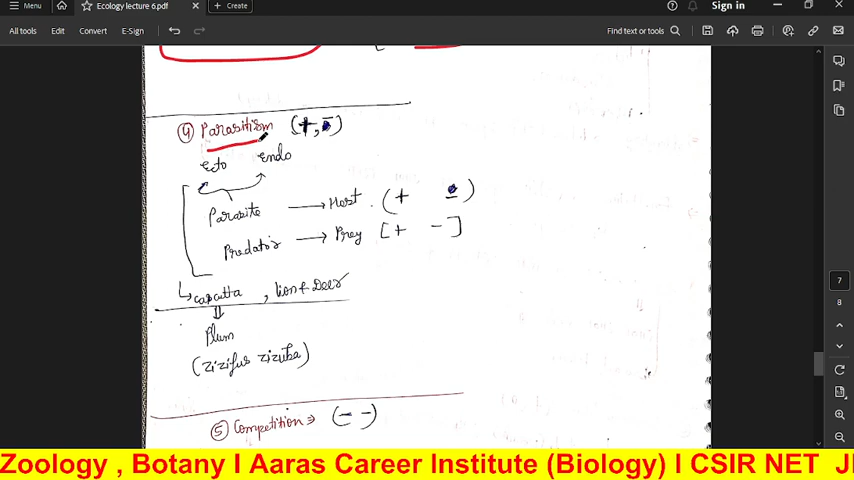 Menu
Ecology lecture 6.pdf
Create
Sign in
All tools Edit Convert E-Sign
Find text or tools
④ Parasitism (+, -)
Ecto Endo
Parasite → Host. (+ -)
Predator → Prey [+ -]
↳ cuscutta, lion & Deer
⇓
Plum
(Zizifus zizuba)
⑤ Competition ⇒ (- -)
7
8
Zoology , Botany I Aaras Career Institute (Biology) I CSIR NET